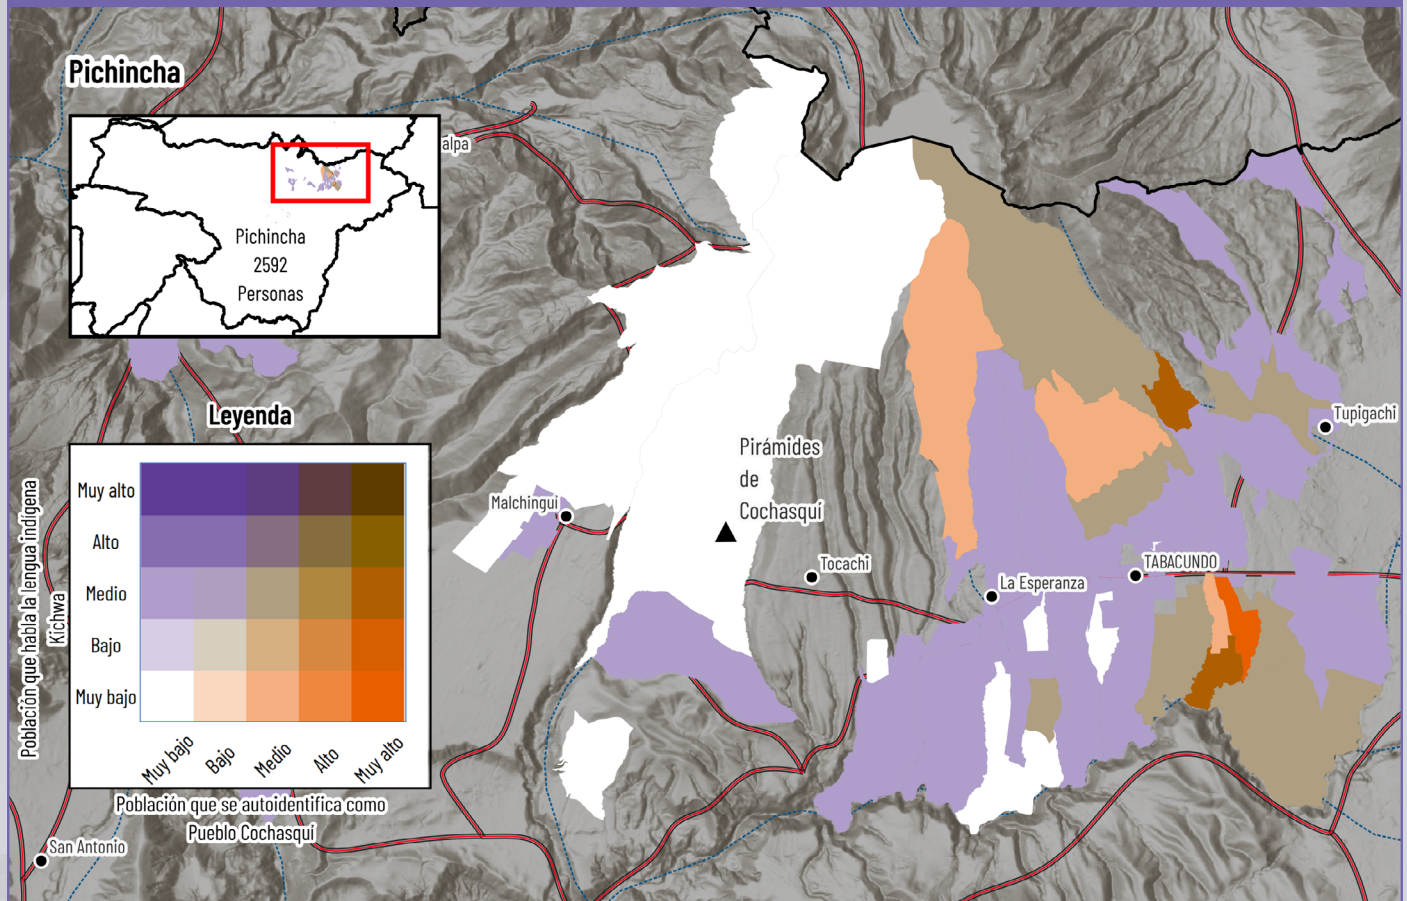 Pichincha
alpa
Pichincha
2592
Personas
Leyenda
Población que habla la lengua indígena
Kichwa
Muy alto
Alto
Medio
Bajo
Muy bajo
Muy bajo
Bajo
Medio
Alto
Muy alto
Población que se autoidentifica como
Pueblo Cochasquí
San Antonio
Malchinguí
Pirámides
de
Cochasquí
Tocachi
La Esperanza
TABACUNDO
Tupigachi